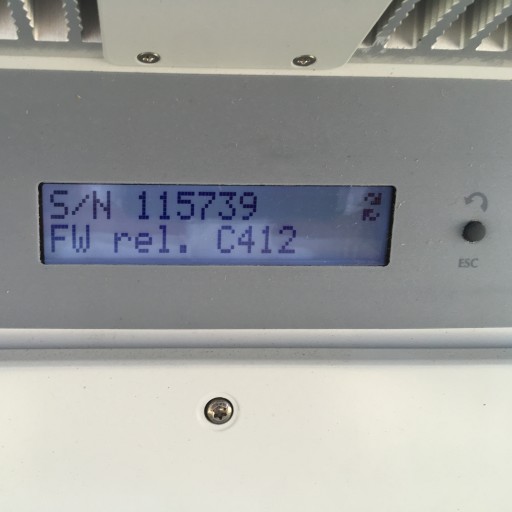 S/N 115739
FW rel. C412
ESC